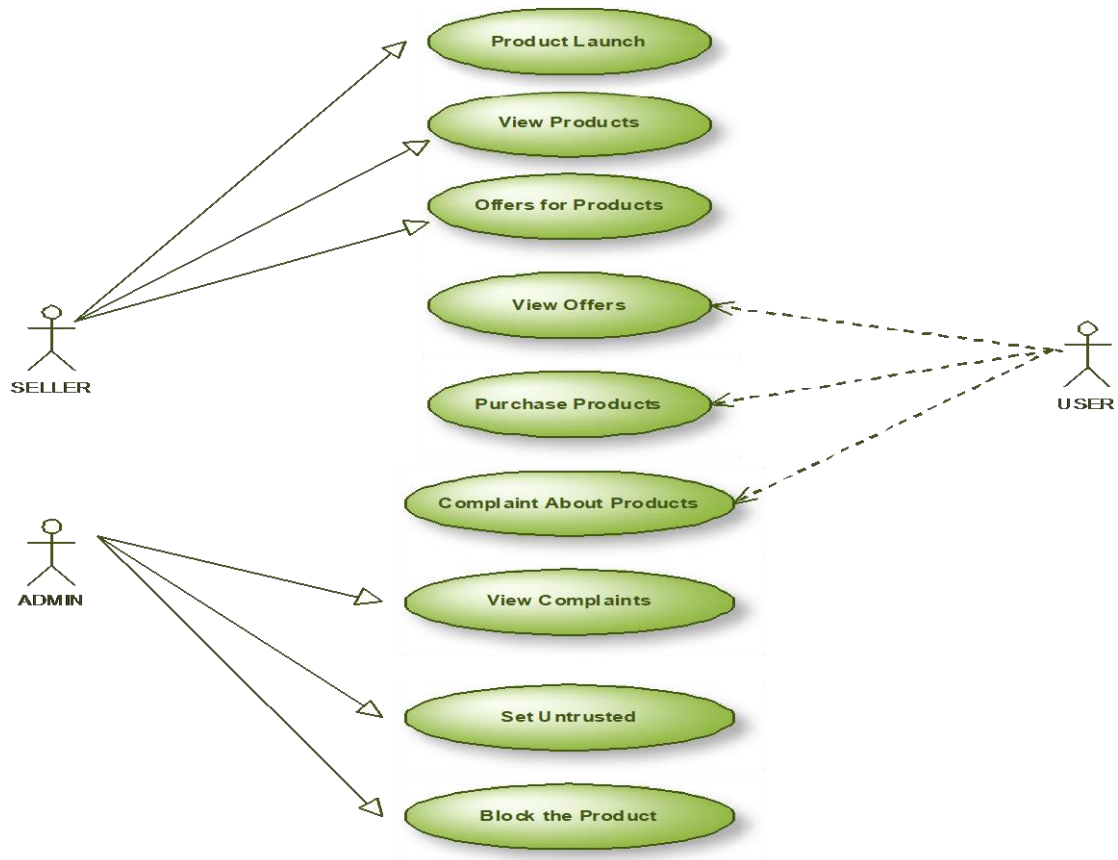 Product Launch
View Products
Offers for Products
View Offers
SELLER
Purchase Products
USER
Complaint About Products
ADMIN
View Complaints
Set Untrusted
Block the Product